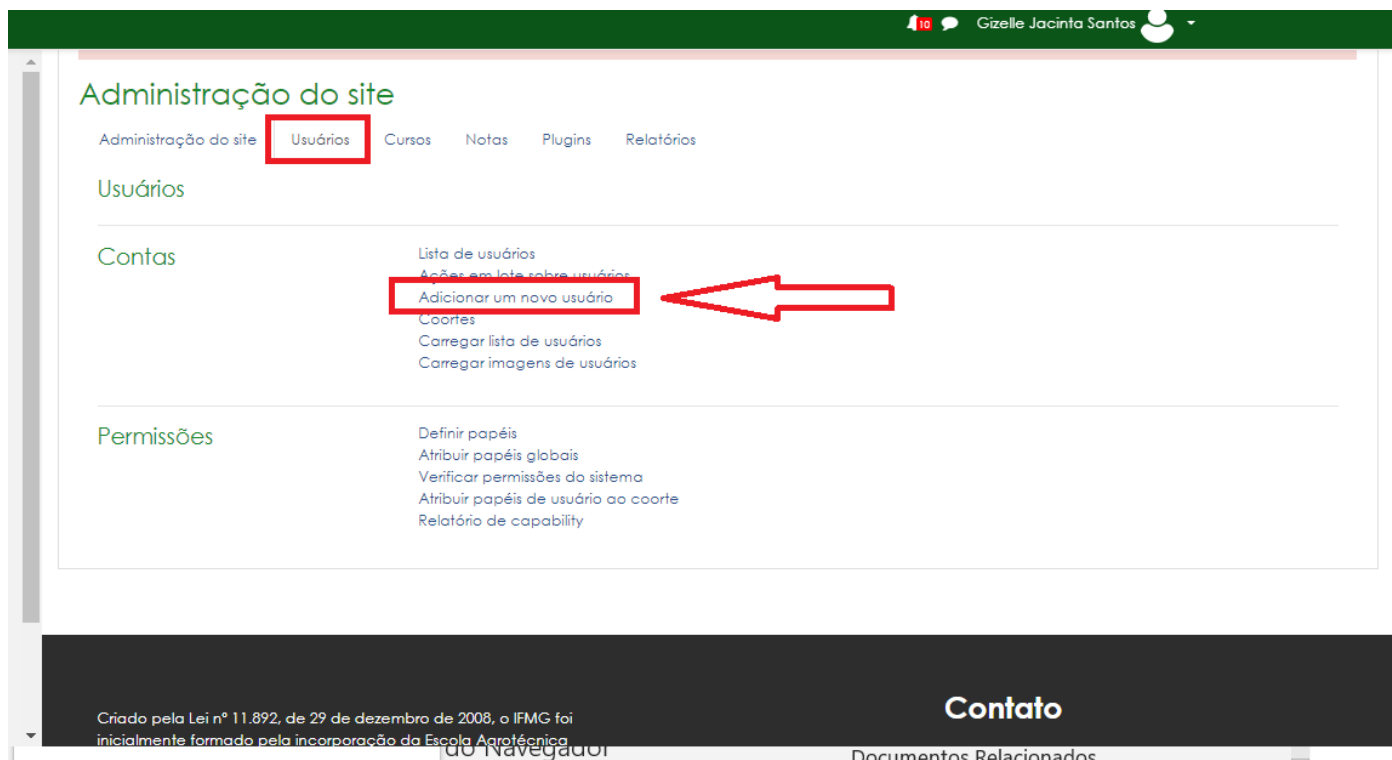 10 Gizelle Jacinta Santos
Administração do site
Administração do site Usuários Cursos Notas Plugins Relatórios
Usuários
Contas
Lista de usuários
Ações em lote sobre usuários
Adicionar um novo usuário
Coortes
Carregar lista de usuários
Carregar imagens de usuários
Permissões
Definir papéis
Atribuir papéis globais
Verificar permissões do sistema
Atribuir papéis de usuário ao coorte
Relatório de capability
Criado pela Lei nº 11.892, de 29 de dezembro de 2008, o IFMG foi
inicialmente formado pela incorporação da Escola Agrotécnica
Contato
do Navegador
Documentos Relacionados